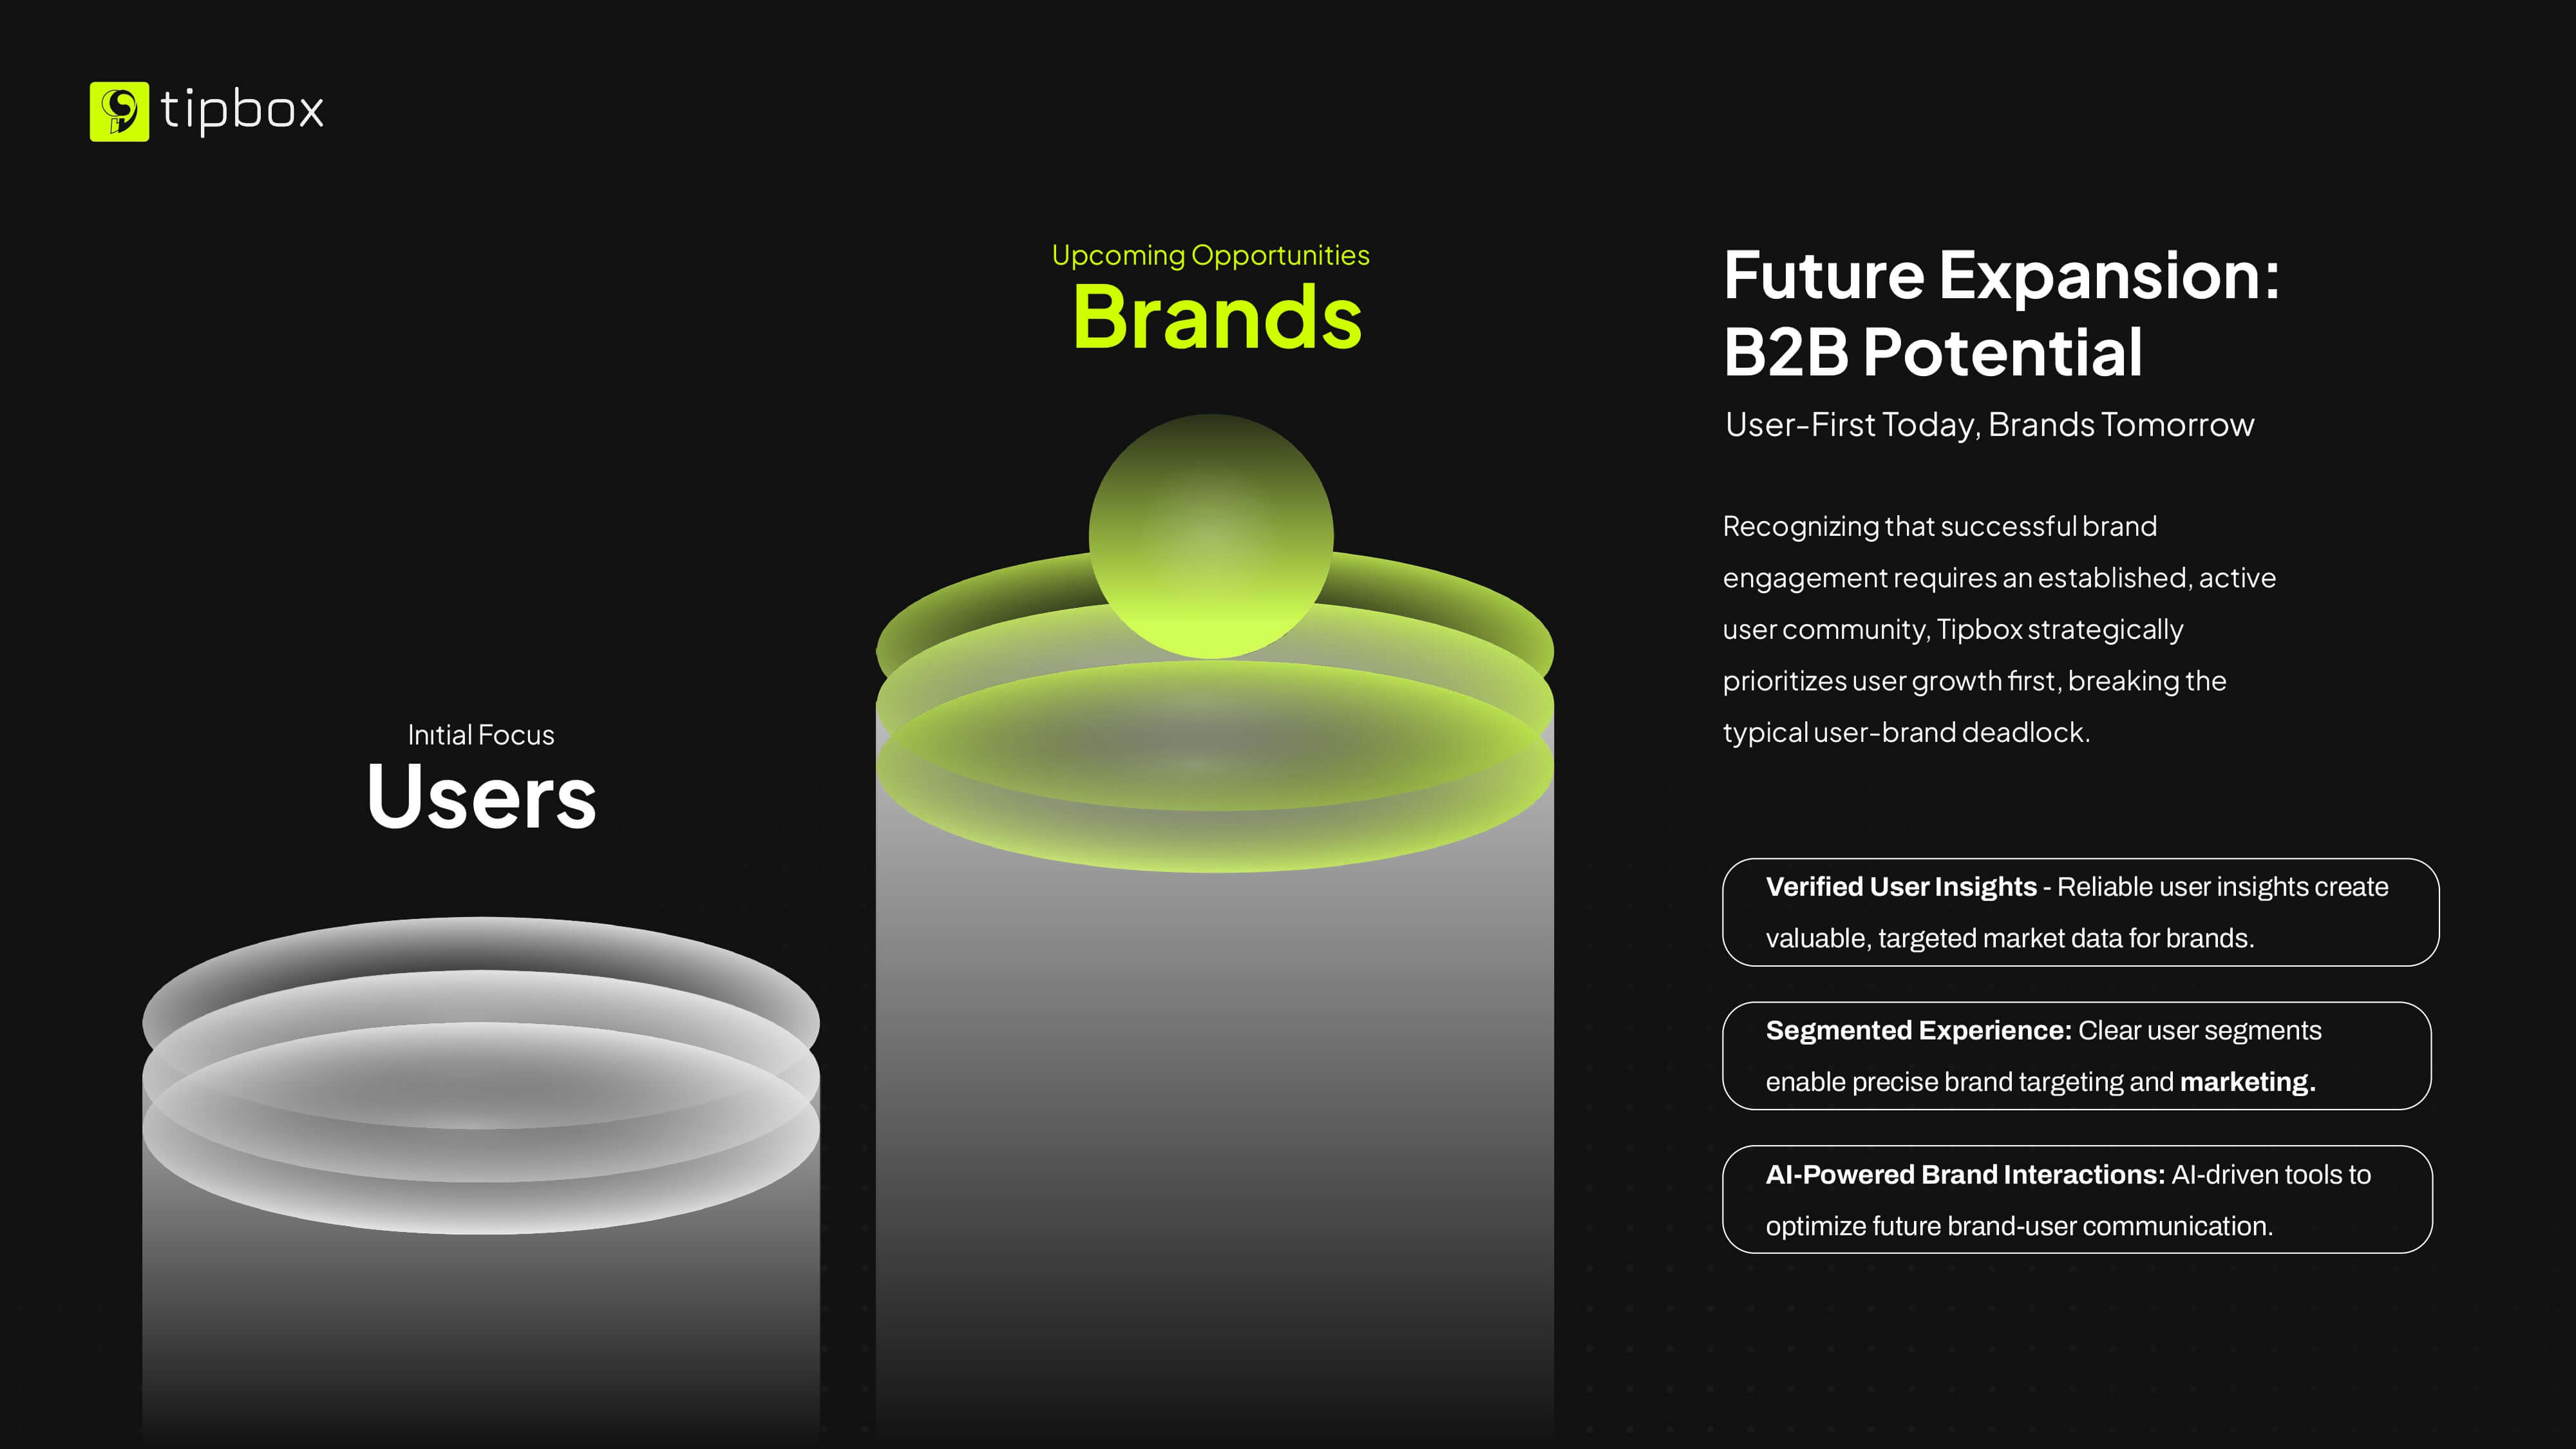 tipbox
Upcoming Opportunities
Brands
Initial Focus
Users
Future Expansion:
B2B Potential
User-First Today, Brands Tomorrow
Recognizing that successful brand
engagement requires an established, active
user community, Tipbox strategically
prioritizes user growth first, breaking the
typical user-brand deadlock.
Verified User Insights - Reliable user insights create
valuable, targeted market data for brands.
Segmented Experience: Clear user segments
enable precise brand targeting and marketing.
AI-Powered Brand Interactions: AI-driven tools to
optimize future brand-user communication.